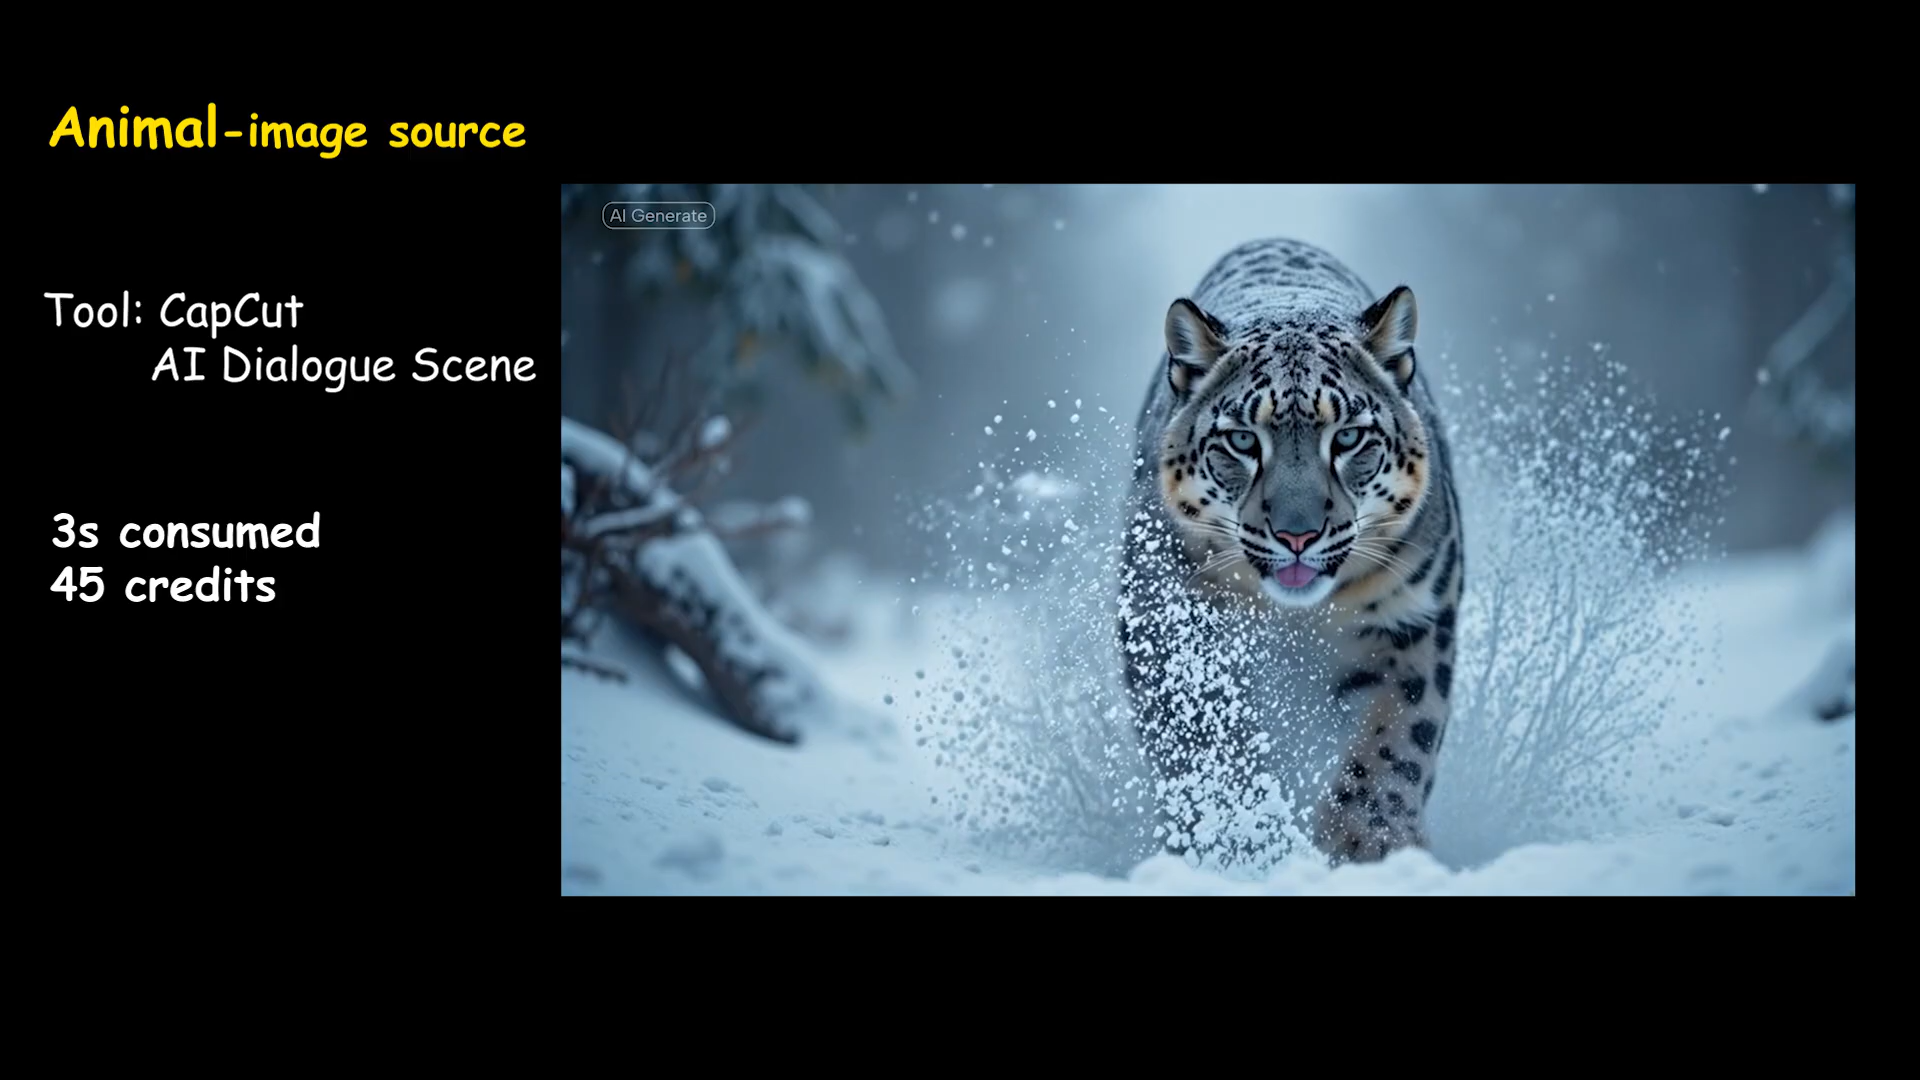 Animal-image source
AI Generate
Tool: CapCut
AI Dialogue Scene
3s consumed
45 credits